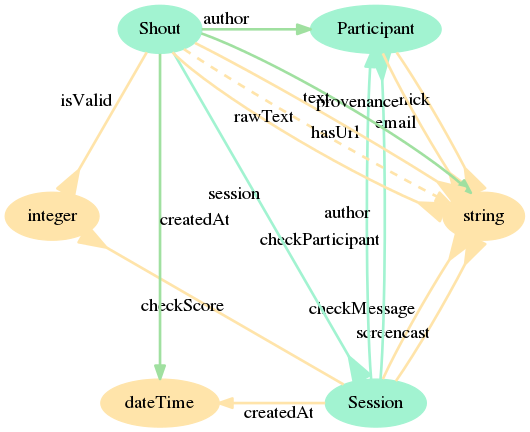 author
Shout
Participant
isValid
text
provenance
nick
rawText
email
hasUrl
session
author
integer
string
createdAt
checkParticipant
checkScore
checkMessage
screencast
dateTime
createdAt
Session